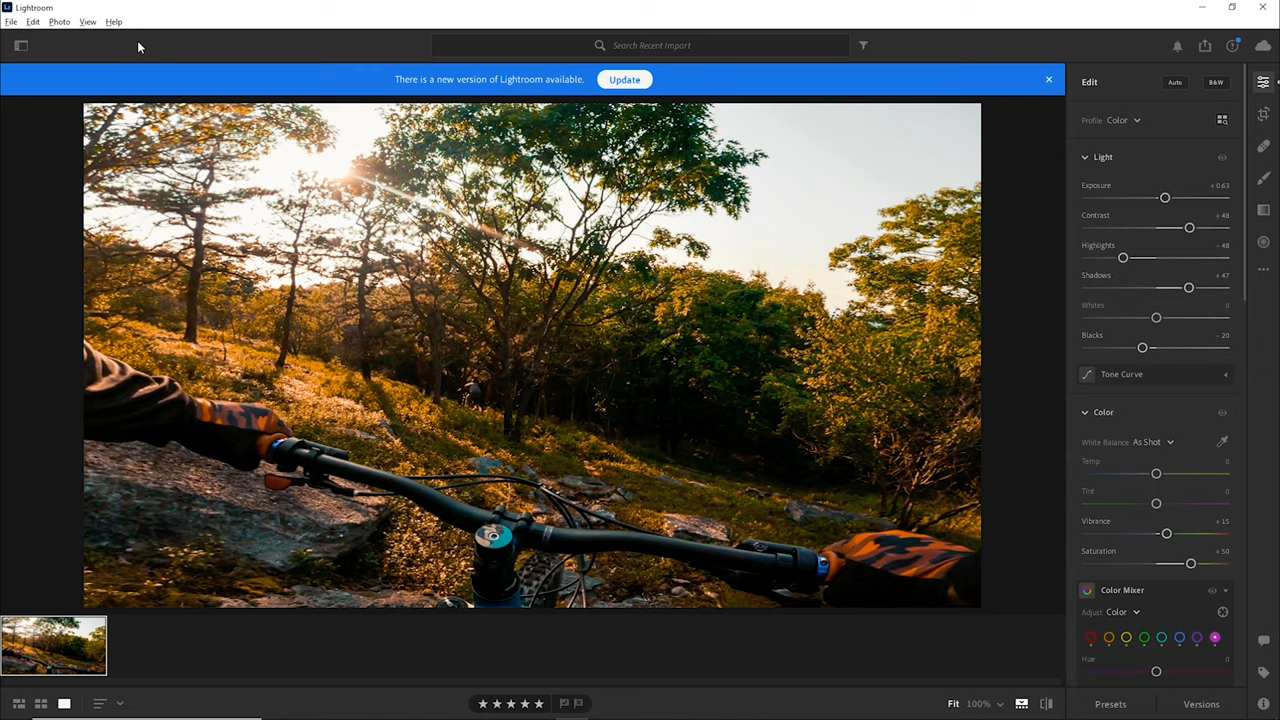 Lr Lightroom
File Edit Photo View Help
Search Recent Import
There is a new version of Lightroom available. Update
Edit Auto B&W
Profile Color
Light
Exposure + 0.63
Contrast + 48
Highlights - 48
Shadows + 47
Whites 0
Blacks - 20
Tone Curve
Color
White Balance As Shot
Temp 0
Tint 0
Vibrance + 15
Saturation + 50
Color Mixer
Adjust Color
Hue 0
Fit 100%
Presets Versions